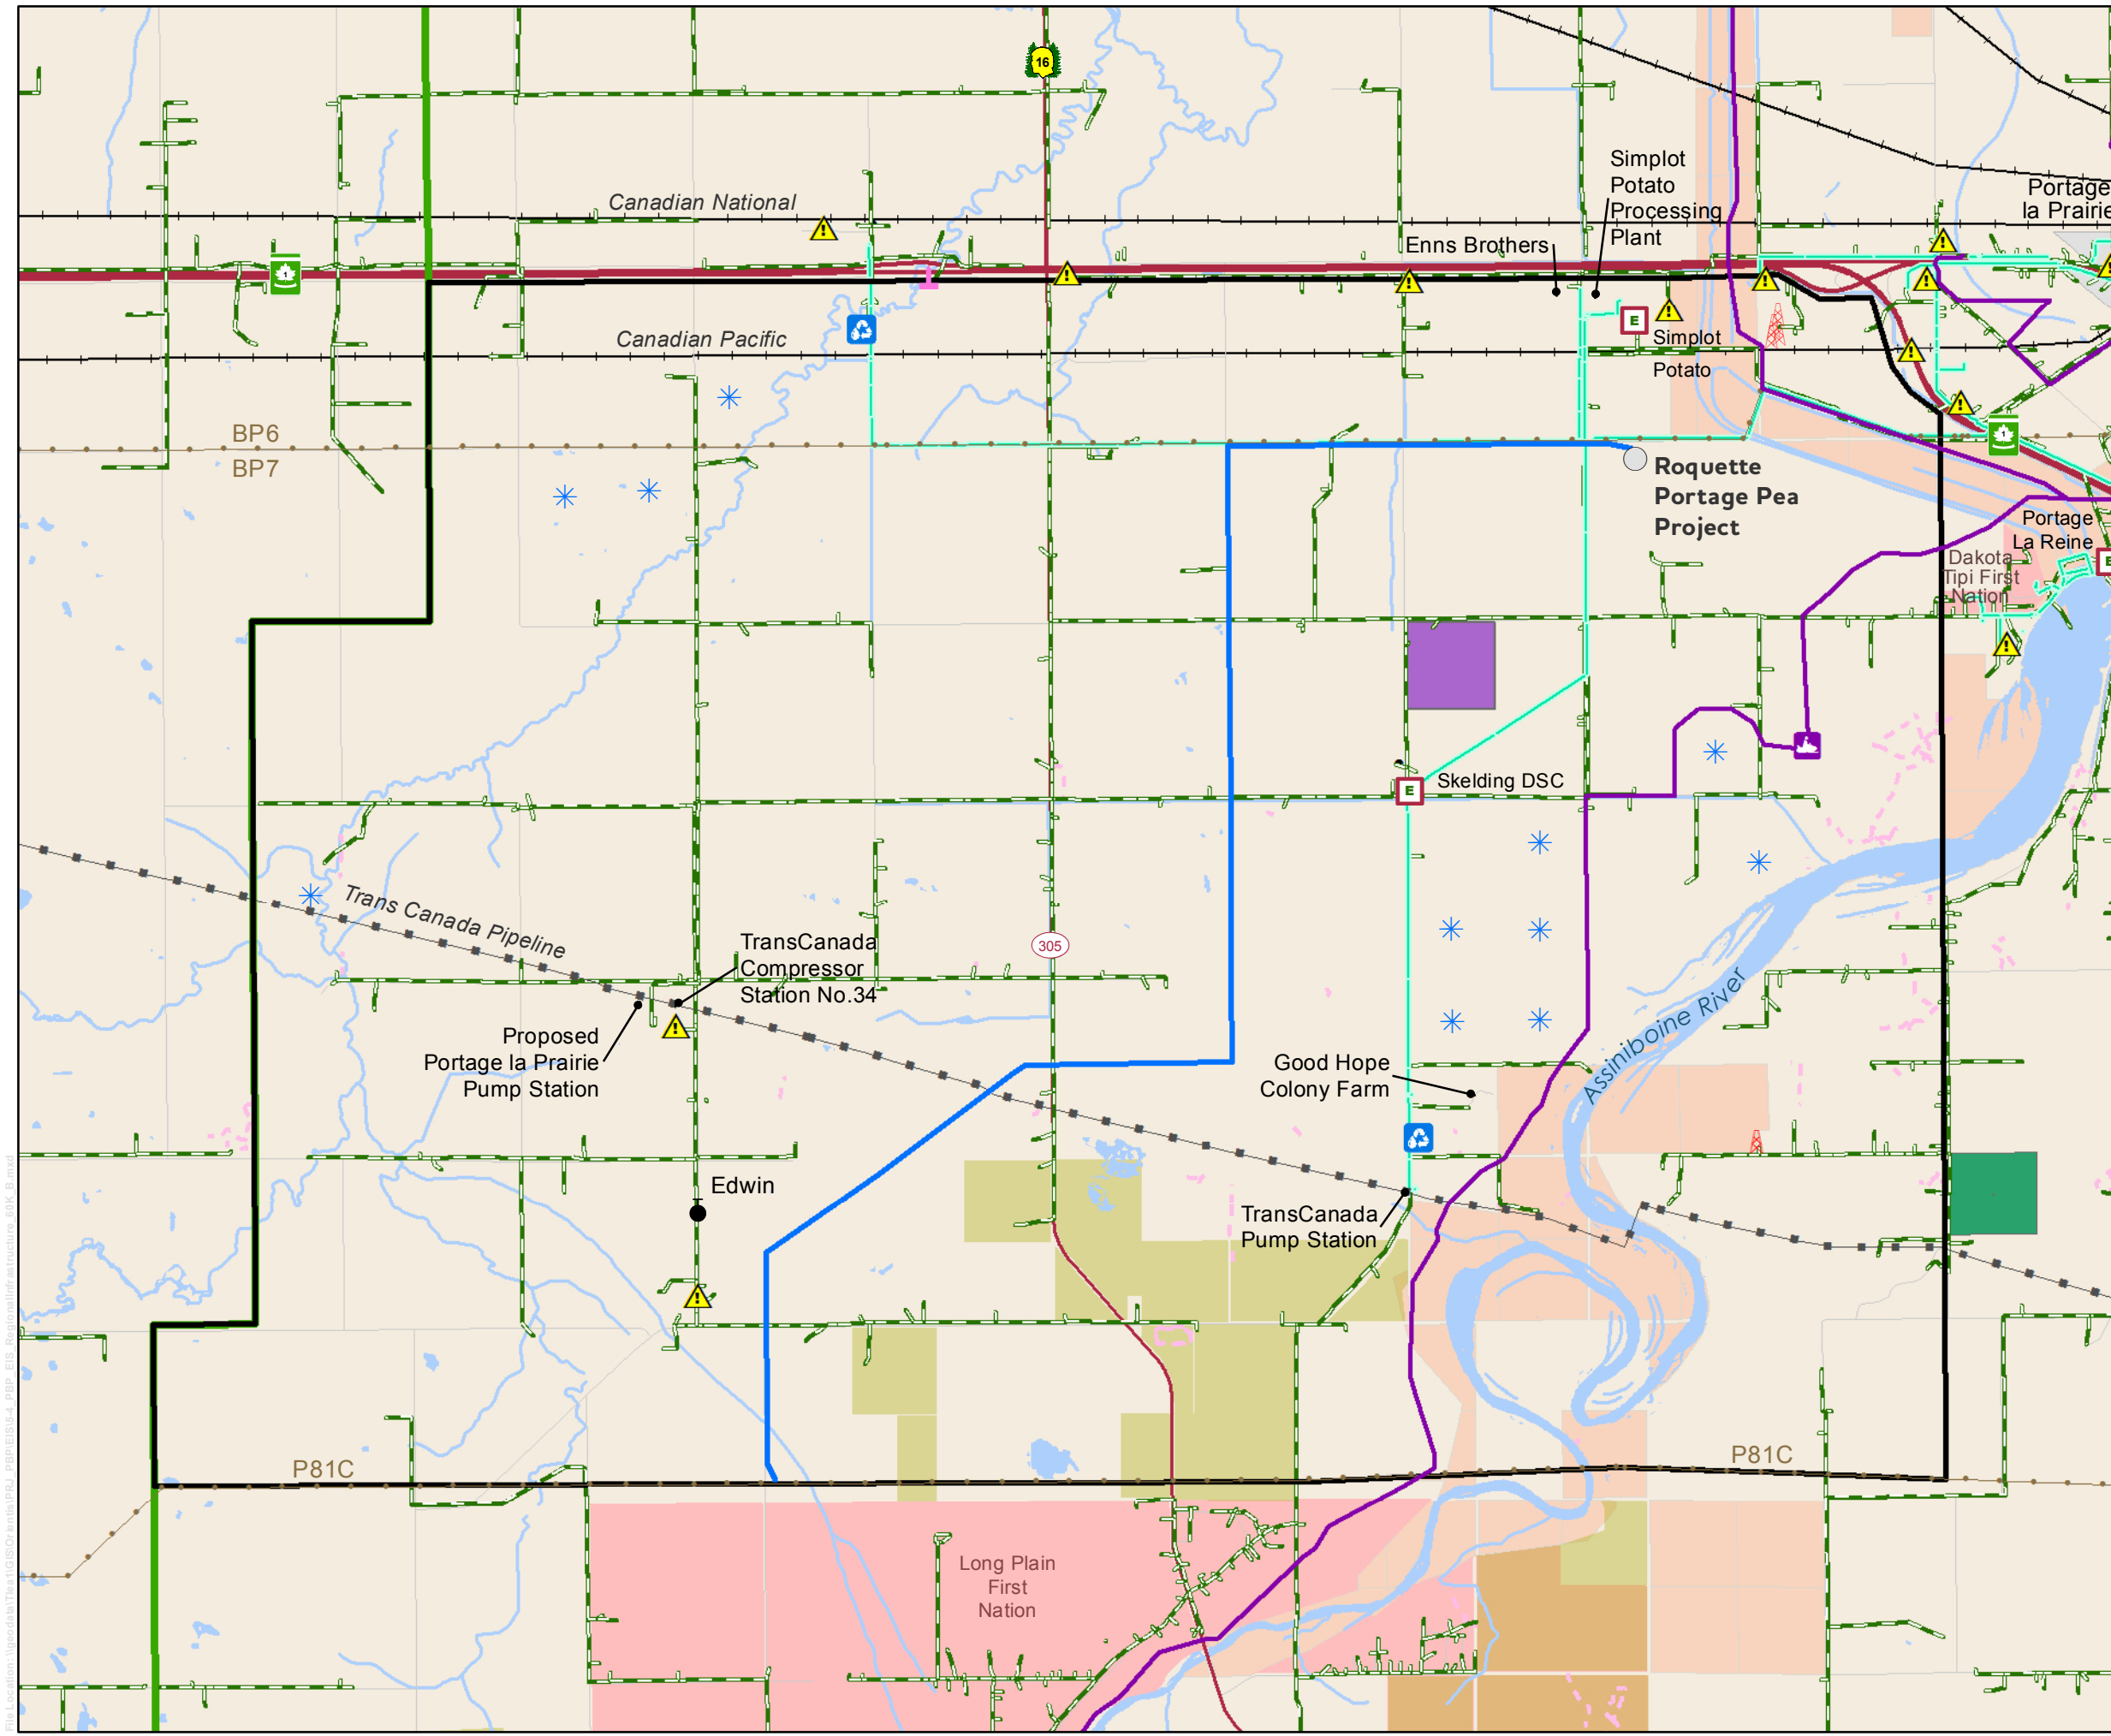 16
Canadian National
Simplot
Potato
Processing
Plant
Enns Brothers
Portage
la Prairie
1
Canadian Pacific
E
Simplot
Potato
BP6
BP7
1
Roquette
Portage Pea
Project
Portage
La Reine
E
Dakota
Tipi First
Nation
E
Skelding DSC
Trans Canada Pipeline
TransCanada
Compressor
Station No.34
305
Proposed
Portage la Prairie
Pump Station
Good Hope
Colony Farm
Assiniboine River
Edwin
TransCanada
Pump Station
P81C
P81C
Long Plain
First
Nation